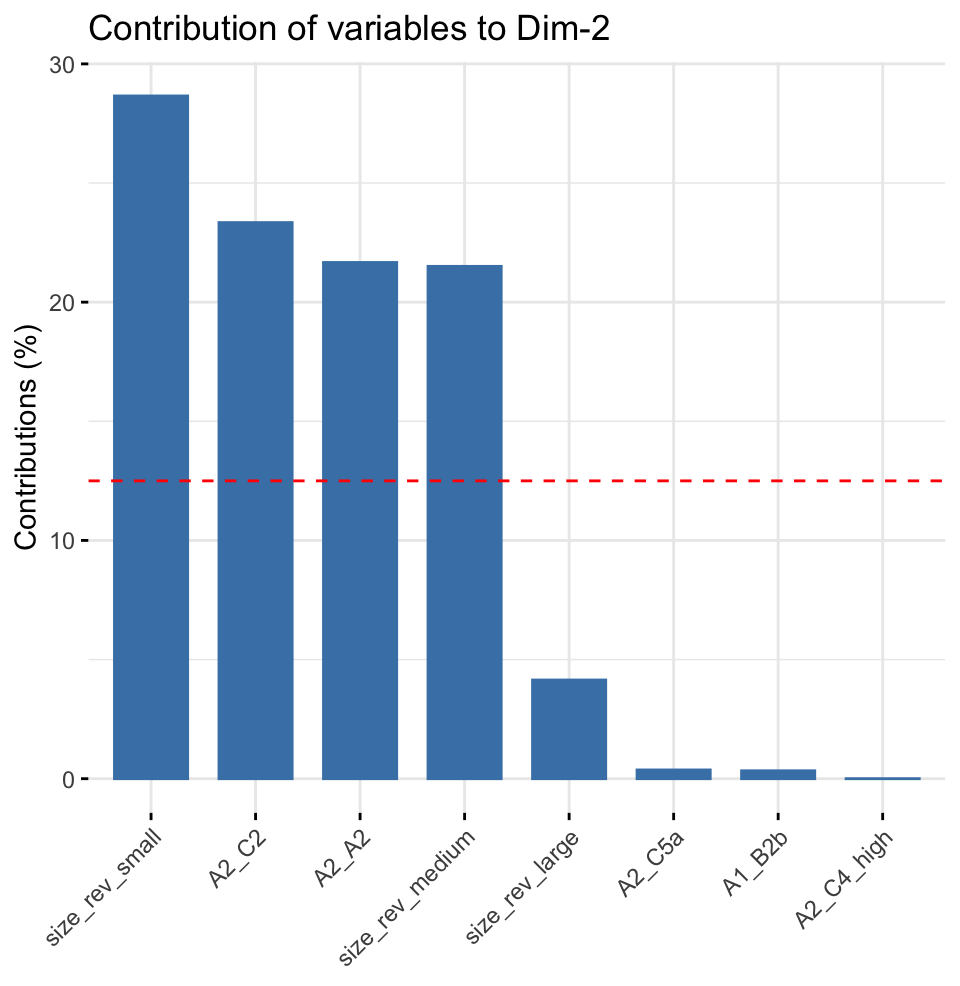 Contribution of variables to Dim-2
Contributions (%)
30
20
10
0
size_rev_small
A2_C2
A2_A2
size_rev_medium
size_rev_large
A2_C5a
A1_B2b
A2_C4_high